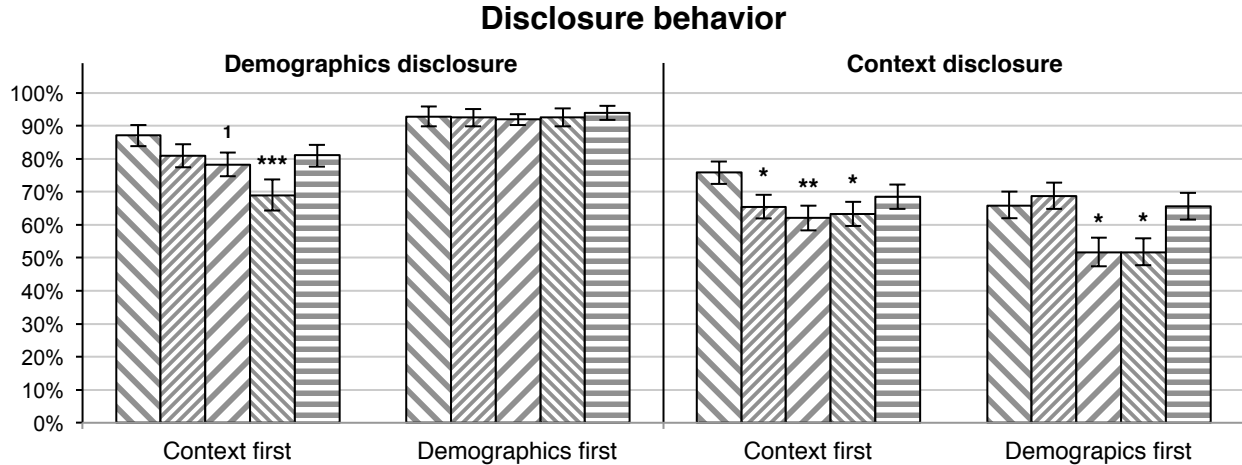 Disclosure behavior
Demographics disclosure
Context disclosure
100%
90%
80%
70%
60%
50%
40%
30%
20%
10%
0%
1
***
*
**
*
*
*
Context first
Demographics first
Context first
Demograpics first